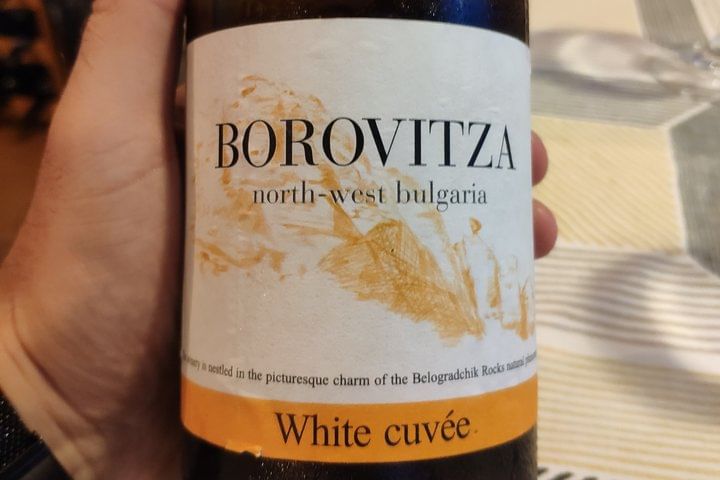 BOROVITZA
north-west bulgaria
is nestled in the picturesque charm of the Belogradchik Rocks natural
White cuvée